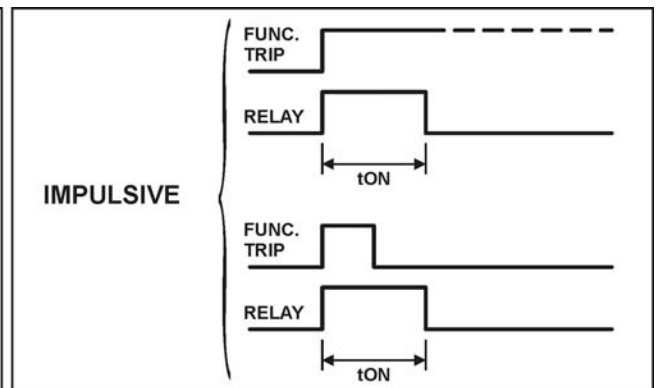 FUNC.
TRIP
RELAY
tON
IMPULSIVE
FUNC.
TRIP
RELAY
tON